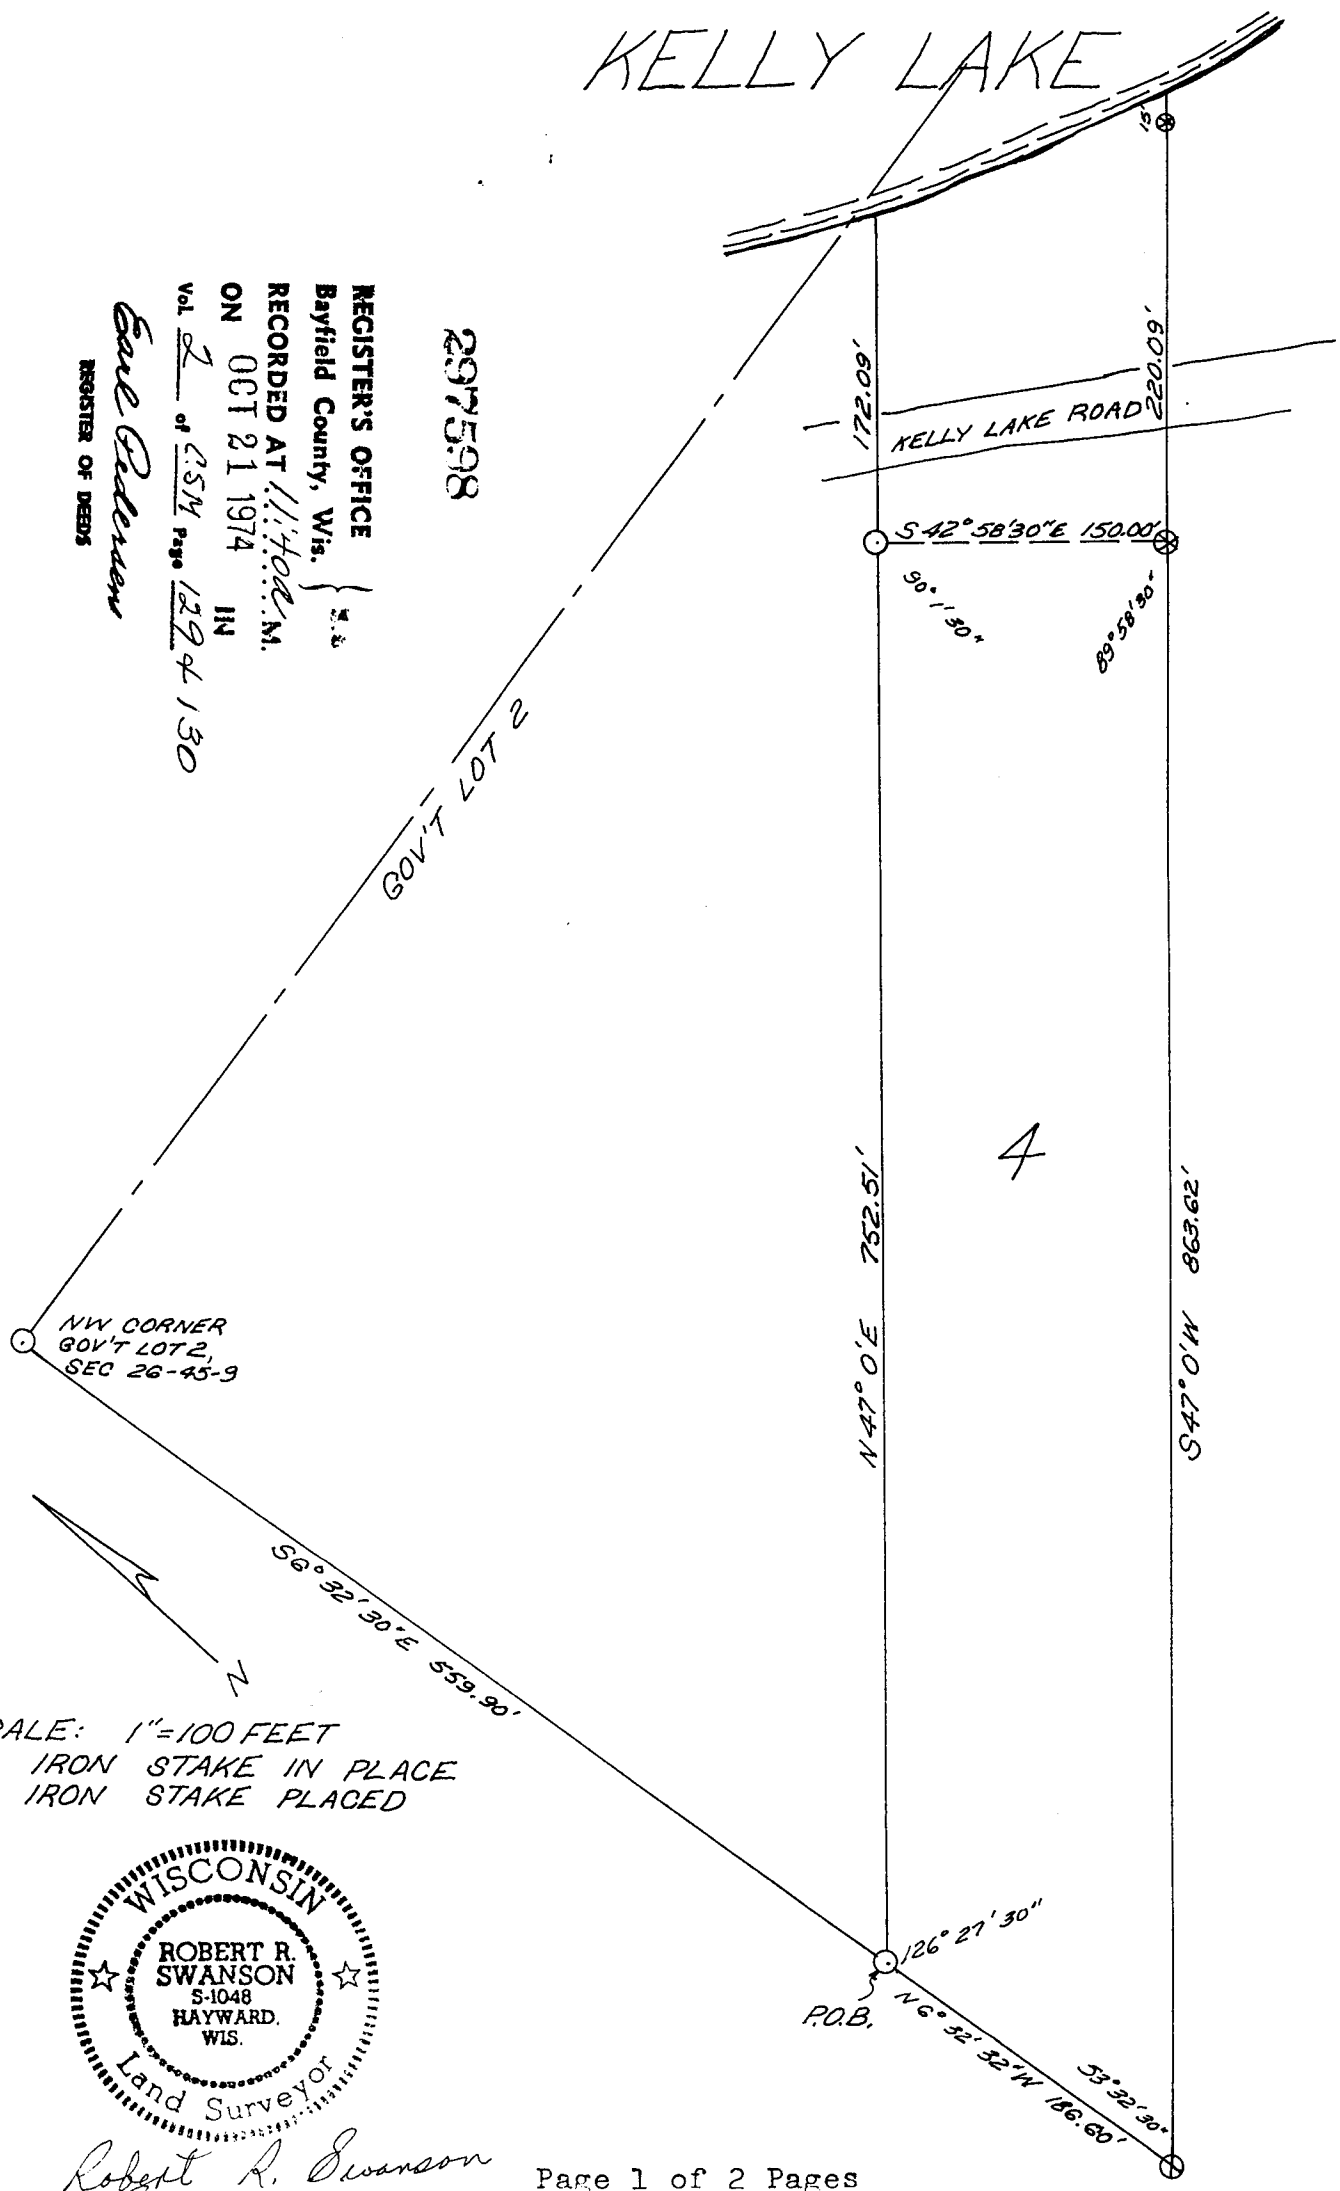 KELLY LAKE
15'
297598
REGISTER'S OFFICE
Bayfield County, Wis.
RECORDED AT 11:40 A.M.
ON OCT 21 1974 IN
Vol. 2 of C.S.M. Page 129 & 130
Earl Pedersen
REGISTER OF DEEDS
172.09'
220.09'
KELLY LAKE ROAD
S 42° 58'30"E 150.00'
90° 1' 30"
89° 58' 30"
GOV'T LOT 2
4
N 47° 0' E 752.51'
S 47° 0' W 863.62'
NW CORNER
GOV'T LOT 2,
SEC 26-45-9
S6° 32' 30"E 559.90'
N
ALE: 1"=100 FEET
IRON STAKE IN PLACE
IRON STAKE PLACED
126° 27' 30"
P.O.B.
N 6° 32' 32"W 186.60'
53° 32' 30"
WISCONSIN
ROBERT R.
SWANSON
S-1048
HAYWARD,
WIS.
Land Surveyor
Robert R. Swanson
Page 1 of 2 Pages